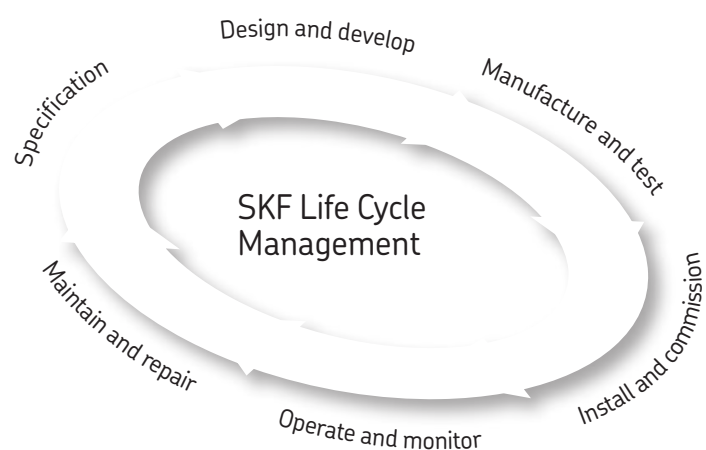 Design and develop
Manufacture and test
Specification
SKF Life Cycle
Management
Install and commission
Maintain and repair
Operate and monitor